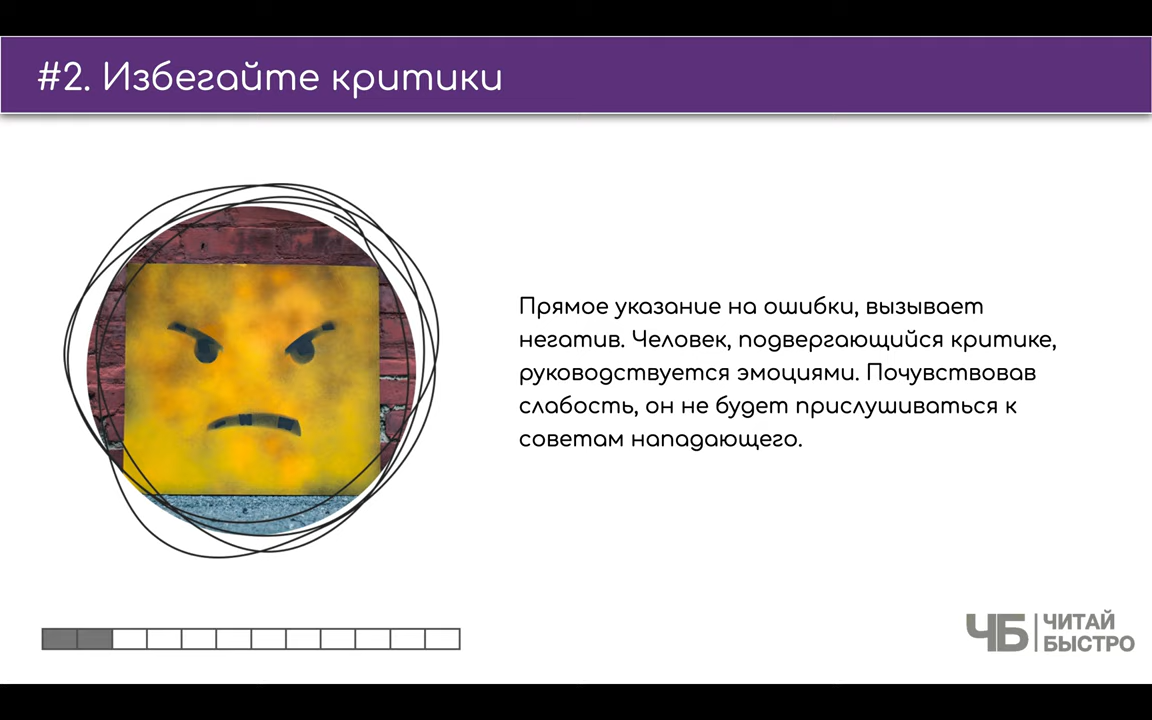 #2. Избегайте критики
Прямое указание на ошибки, вызывает
негатив. Человек, подвергающийся критике,
руководствуется эмоциями. Почувствовав
слабость, он не будет прислушиваться к
советам нападающего.
ЧБ
ЧИТАЙ
БЫСТРО